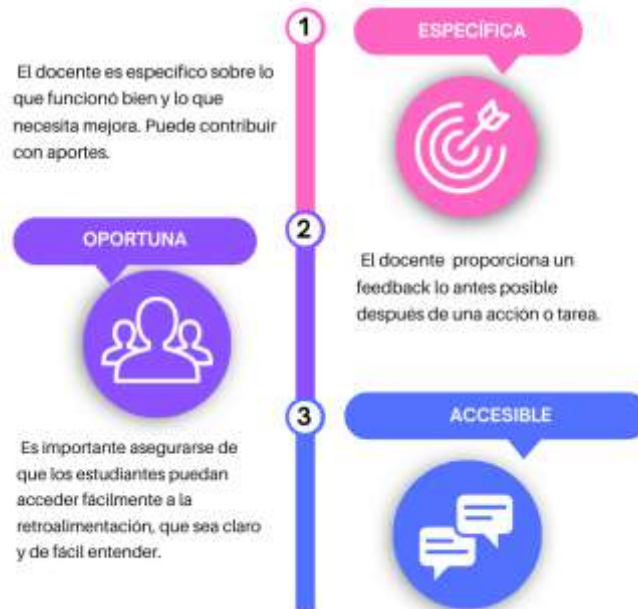 1
ESPECÍFICA
El docente es especifico sobre lo
que funcionó bien y lo que
necesita mejora. Puede contribuir
con aportes.
2
OPORTUNA
El docente proporciona un
feedback lo antes posible
después de una acción o tarea.
3
ACCESIBLE
Es importante asegurarse de
que los estudiantes puedan
acceder fácilmente a la
retroalimentación, que sea claro
y de fácil entender.